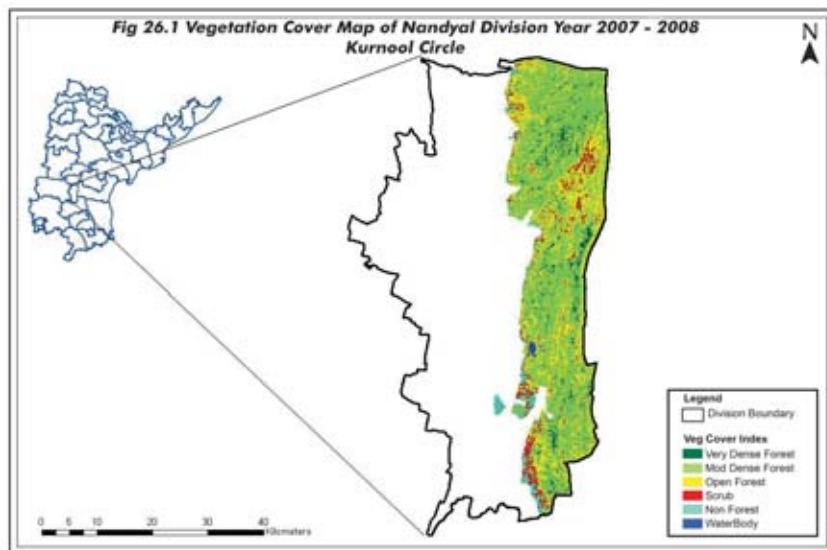 Fig 26.1 Vegetation Cover Map of Nandyal Division Year 2007 - 2008
Kurnool Circle
N
Legend
Division Boundary
Veg Cover Index
Very Dense Forest
Mod Dense Forest
Open Forest
Scrub
Non Forest
WaterBody
0 5 10 20 30 40
Kilometers